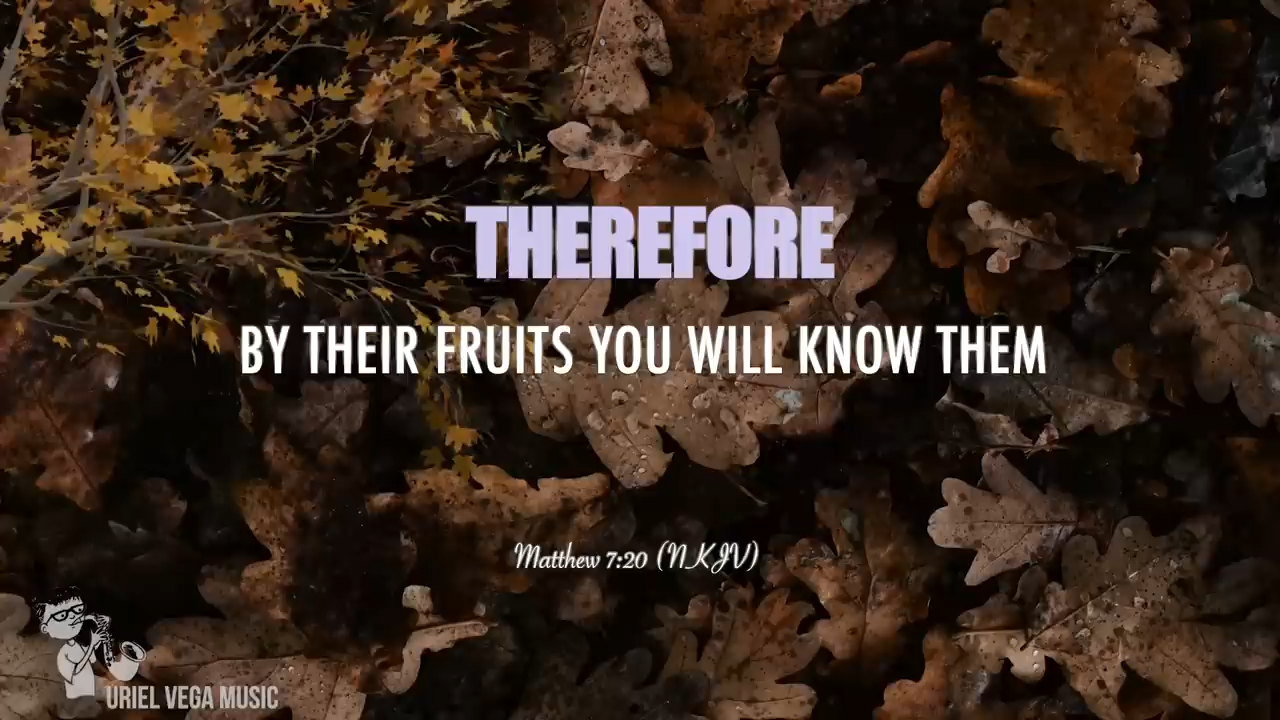 THEREFORE
BY THEIR FRUITS YOU WILL KNOW THEM
Matthew 7:20 (NKJV)
URIEL VEGA MUSIC